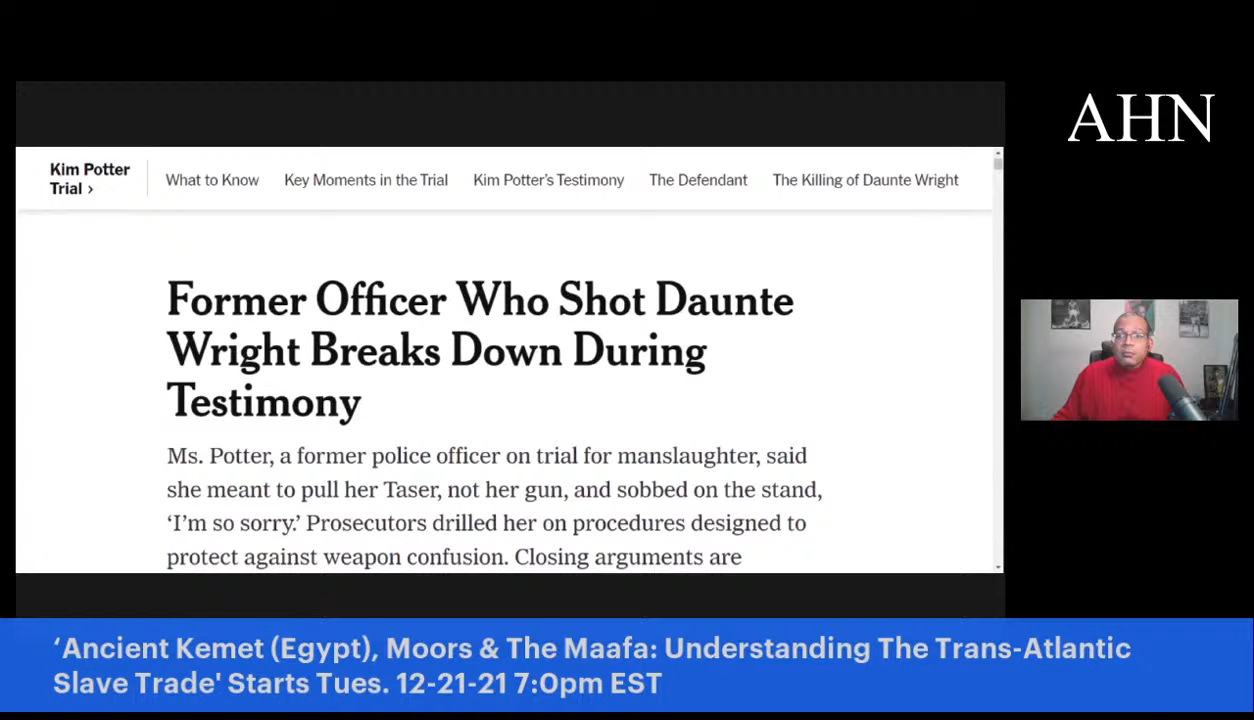 AHN
Kim Potter
Trial ›
What to Know
Key Moments in the Trial
Kim Potter's Testimony
The Defendant
The Killing of Daunte Wright
Former Officer Who Shot Daunte
Wright Breaks Down During
Testimony
Ms. Potter, a former police officer on trial for manslaughter, said
she meant to pull her Taser, not her gun, and sobbed on the stand,
‘I'm so sorry.’ Prosecutors drilled her on procedures designed to
protect against weapon confusion. Closing arguments are
‘Ancient Kemet (Egypt), Moors & The Maafa: Understanding The Trans-Atlantic
Slave Trade' Starts Tues. 12-21-21 7:0pm EST